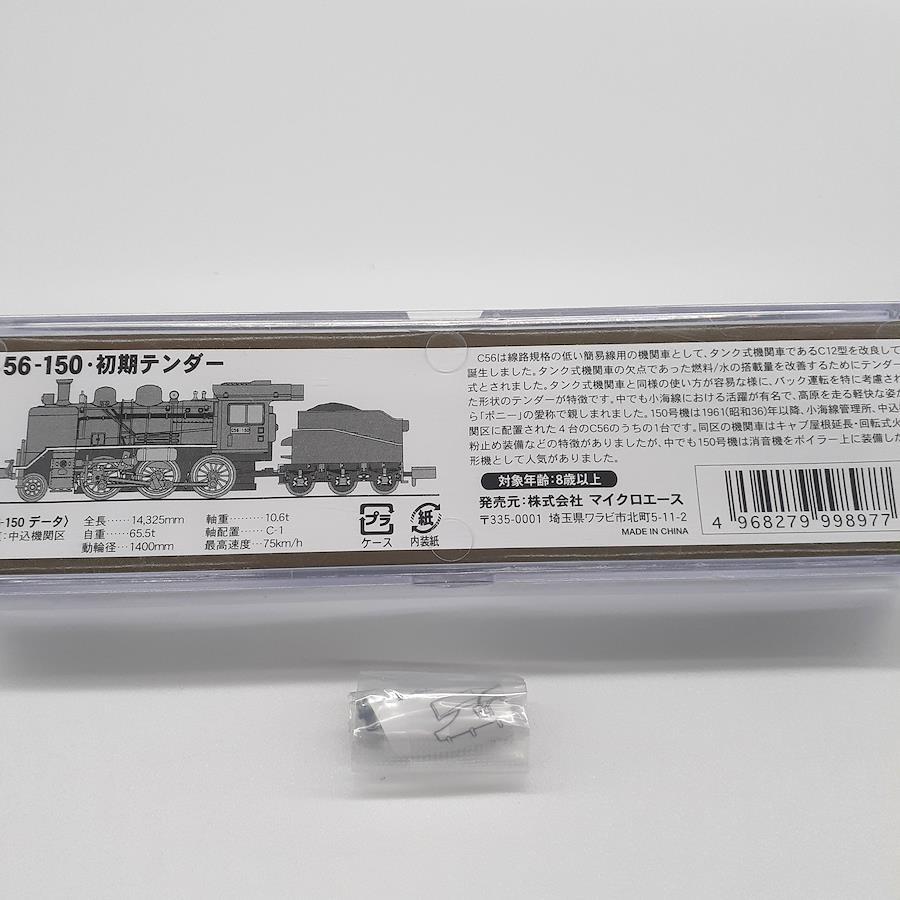 56-150・初期テンダー
C56 150
-150 データ〉
:中込機関区
全長……14,325mm
自重……65.5t
動輪径…1400mm
軸重………10.6t
軸配置……C-1
最高速度…75km/h
プラ
ケース
紙
内装紙
C56は線路規格の低い簡易線用の機関車として、タンク式機関車であるC12型を改良して
誕生しました。タンク式機関車の欠点であった燃料/水の搭載量を改善するためにテンダー
式とされました。タンク式機関車と同様の使い方が容易な様に、バック運転を特に考慮され
た形状のテンダーが特徴です。中でも小海線における活躍が有名で、高原を走る軽快な姿か
ら「ポニー」の愛称で親しまれました。150号機は1961(昭和36)年以降、小海線管理所、中込
関区に配置された4台のC56のうちの1台です。同区の機関車はキャブ屋根延長・回転式火
粉止め装備などの特徴がありましたが、中でも150号機は消音機をボイラー上に装備した
形機として人気がありました。
対象年齢:8歳以上
発売元:株式会社 マイクロエース
〒335-0001 埼玉県ワラビ市北町5-11-2
MADE IN CHINA
4 968279 998977